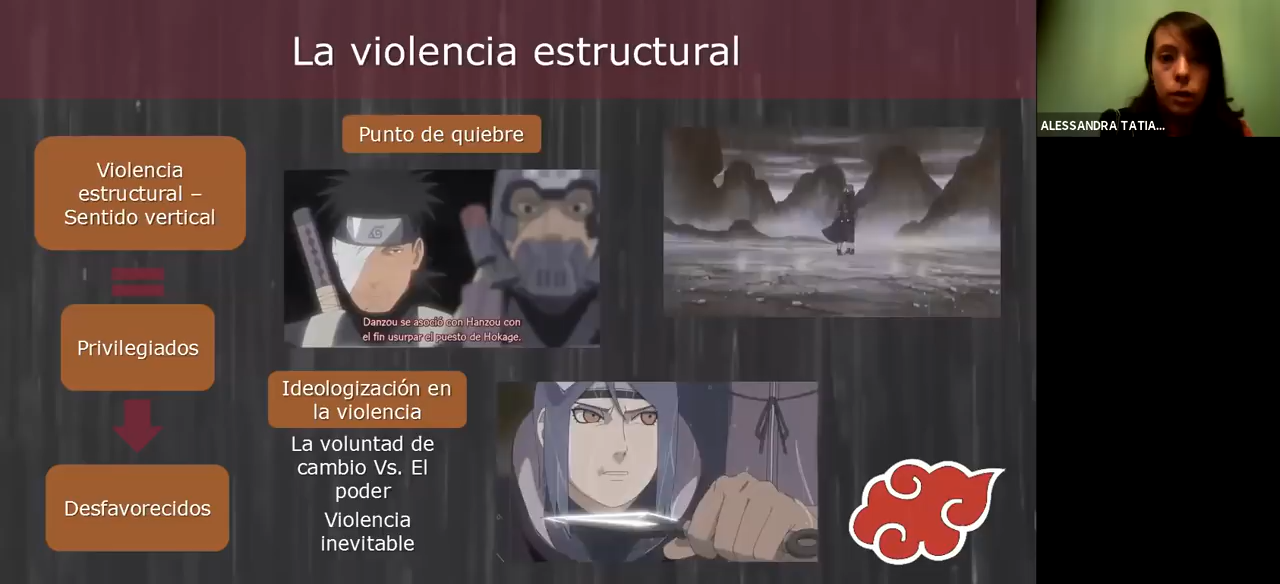 La violencia estructural
ALESSANDRA TATIA...
Violencia
estructural –
Sentido vertical
Privilegiados
Desfavorecidos
Punto de quiebre
Danzou se asoció con Hanzou con
el fin usurpar el puesto de Hokage.
Ideologización en
la violencia
La voluntad de
cambio Vs. El
poder
Violencia
inevitable